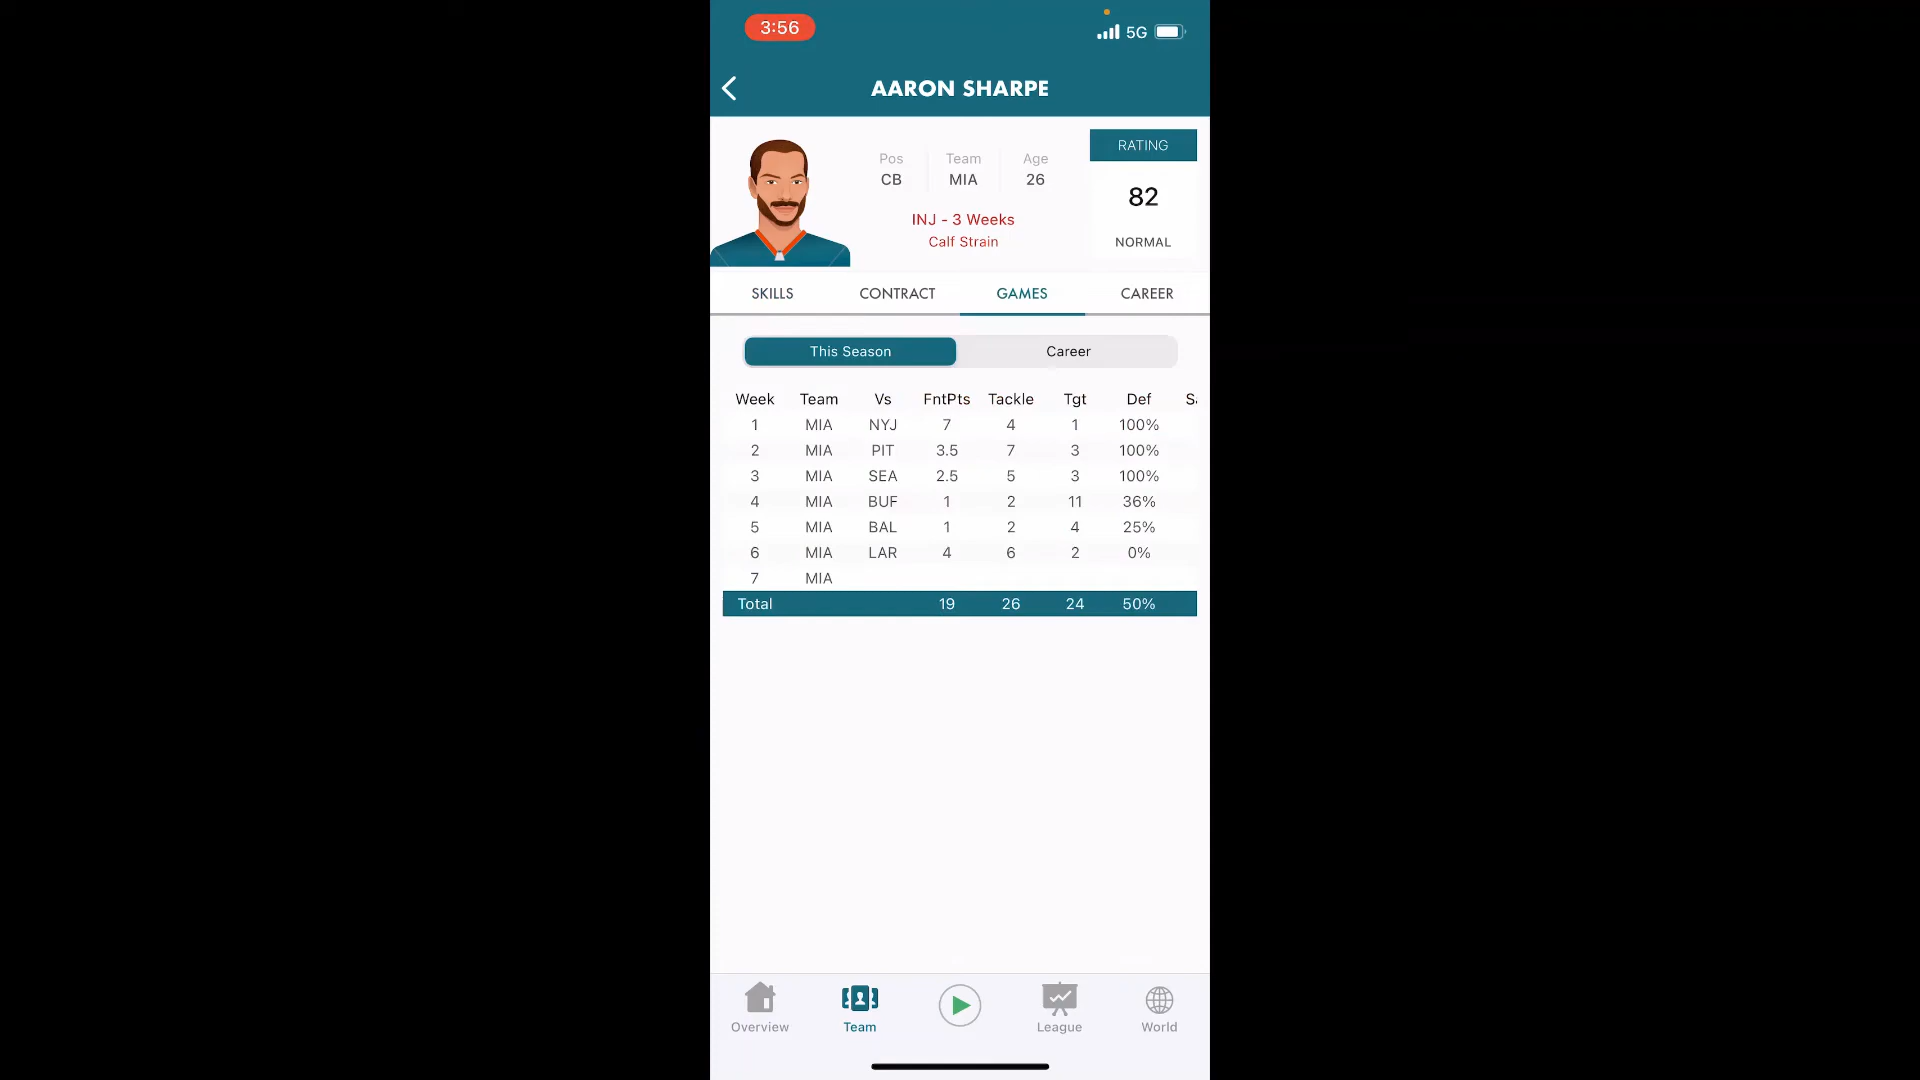 3:56
5G
AARON SHARPE
RATING
Pos Team Age
CB MIA 26
82
INJ - 3 Weeks
Calf Strain
NORMAL
SKILLS CONTRACT GAMES CAREER
This Season Career
Week Team Vs FntPts Tackle Tgt Def
1 MIA NYJ 7 4 1 100%
2 MIA PIT 3.5 7 3 100%
3 MIA SEA 2.5 5 3 100%
4 MIA BUF 1 2 11 36%
5 MIA BAL 1 2 4 25%
6 MIA LAR 4 6 2 0%
7 MIA
Total 19 26 24 50%
Overview Team League World